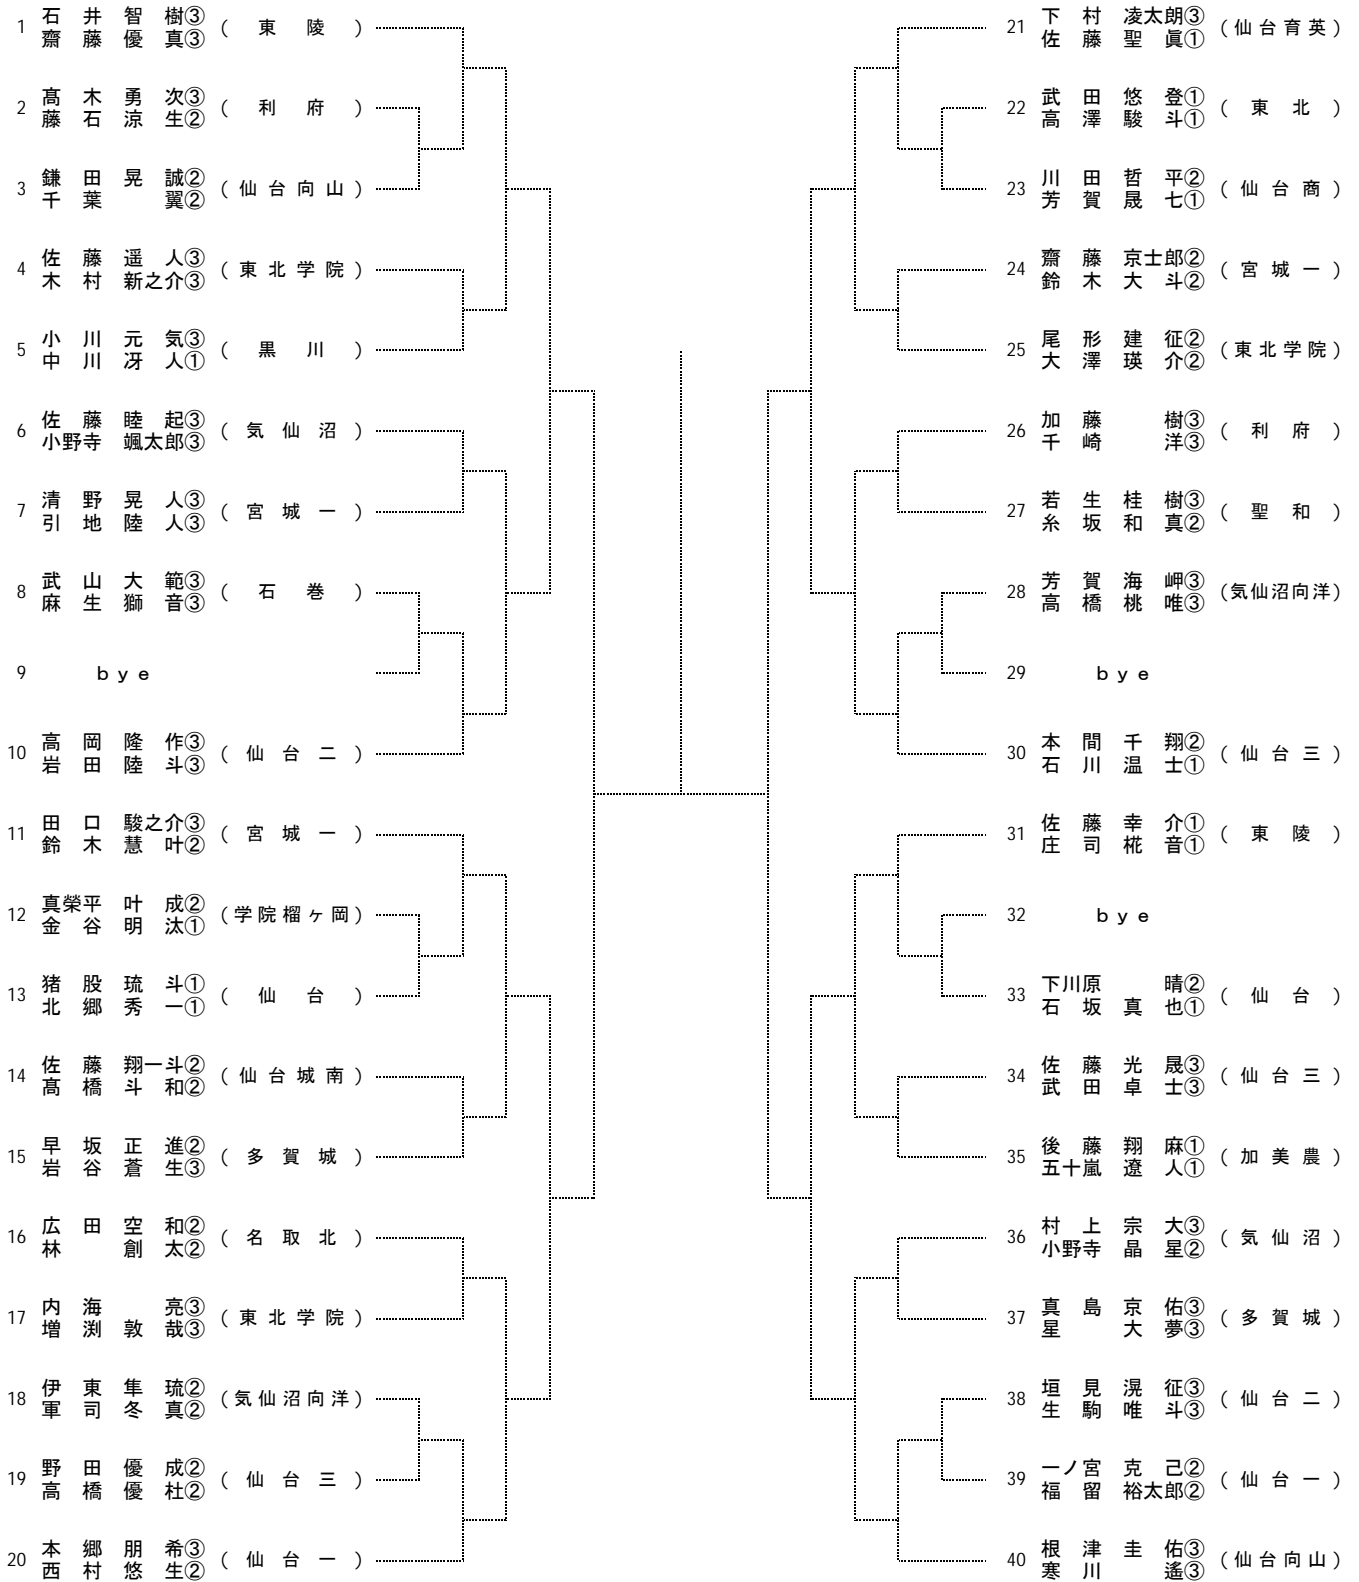 1 石井智樹③ (東陵)
齋藤優真③
2 髙木勇次③ (利府)
藤石涼生②
3 鎌田晃誠② (仙台向山)
千葉翼②
4 佐藤遥人③ (東北学院)
木村新之介③
5 小川元気③ (黒川)
中川冴人①
6 佐藤睦起③ (気仙沼)
小野寺颯太郎③
7 清野晃人③ (宮城一)
引地陸人③
8 武山大範③ (石巻)
麻生獅音③
9 bye
10 高岡隆作③ (仙台二)
岩田陸斗③
11 田口駿之介③ (宮城一)
鈴木慧叶②
12 真榮平叶成② (学院榴ヶ岡)
金谷明汰①
13 猪股琉斗① (仙台)
北郷秀一①
14 佐藤翔一斗② (仙台城南)
髙橋斗和②
15 早坂正進② (多賀城)
岩谷蒼生③
16 広田空和② (名取北)
林創太②
17 内海亮③ (東北学院)
増渕敦哉③
18 伊東隼琉② (気仙沼向洋)
軍司冬真②
19 野田優成② (仙台三)
高橋優杜②
20 本郷朋希③ (仙台一)
西村悠生②
21 下村凌太朗③ (仙台育英)
佐藤聖眞①
22 武田悠登① (東北)
高澤駿斗①
23 川田哲平② (仙台商)
芳賀晟七①
24 齋藤京士郎② (宮城一)
鈴木大斗②
25 尾形建征② (東北学院)
大澤瑛介②
26 加藤樹③ (利府)
千崎洋③
27 若生桂樹③ (聖和)
糸坂和真②
28 芳賀海岬③ (気仙沼向洋)
高橋桃唯③
29 bye
30 本間千翔② (仙台三)
石川温士①
31 佐藤幸介① (東陵)
庄司椛音①
32 bye
33 下川原晴② (仙台)
石坂真也①
34 佐藤光晟③ (仙台三)
武田卓士③
35 後藤翔麻① (加美農)
五十嵐遼人①
36 村上宗大③ (気仙沼)
小野寺晶星②
37 真島京佑③ (多賀城)
星大夢③
38 垣見滉征③ (仙台二)
生駒唯斗③
39 一ノ宮克己② (仙台一)
福留裕太郎②
40 根津圭佑③ (仙台向山)
寒川遙③